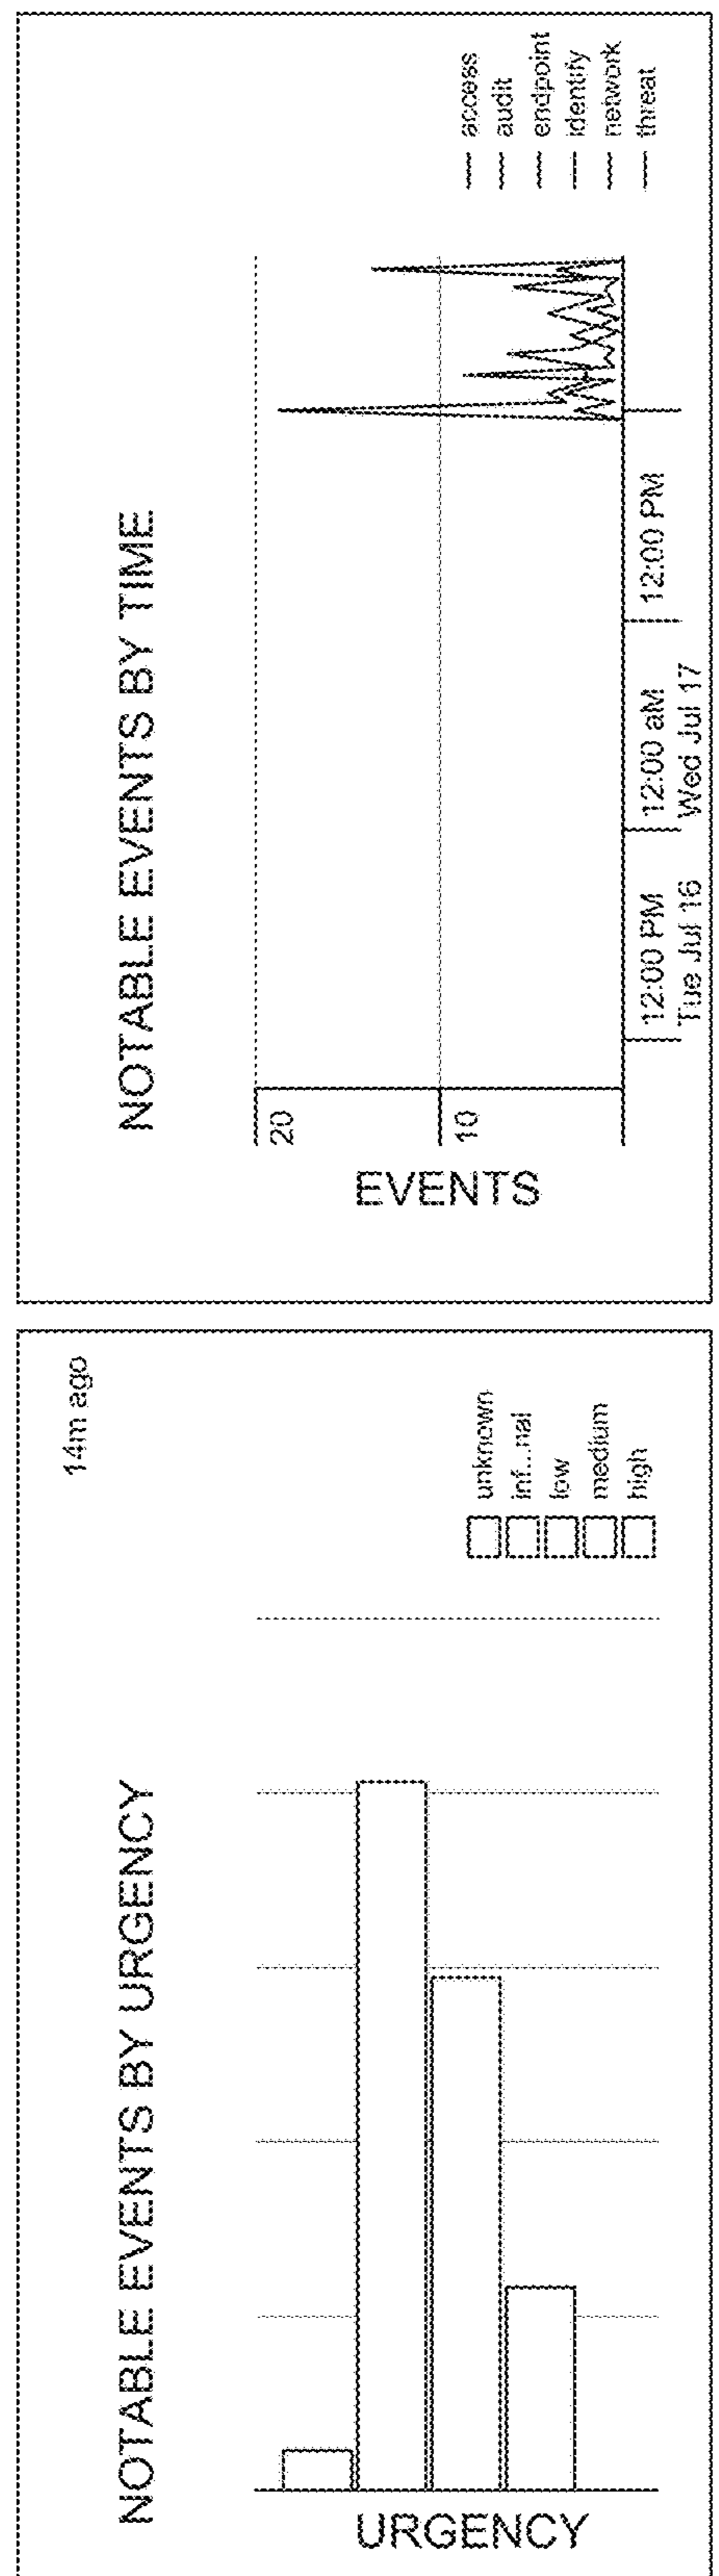 NOTABLE EVENTS BY URGENCY
14m ago
URGENCY
unknown
inf...nal
low
medium
high
NOTABLE EVENTS BY TIME
EVENTS
20
10
12:00 PM
Tue Jul 16
12:00 aM
Wed Jul 17
12:00 PM
access
audit
endpoint
identify
network
threat